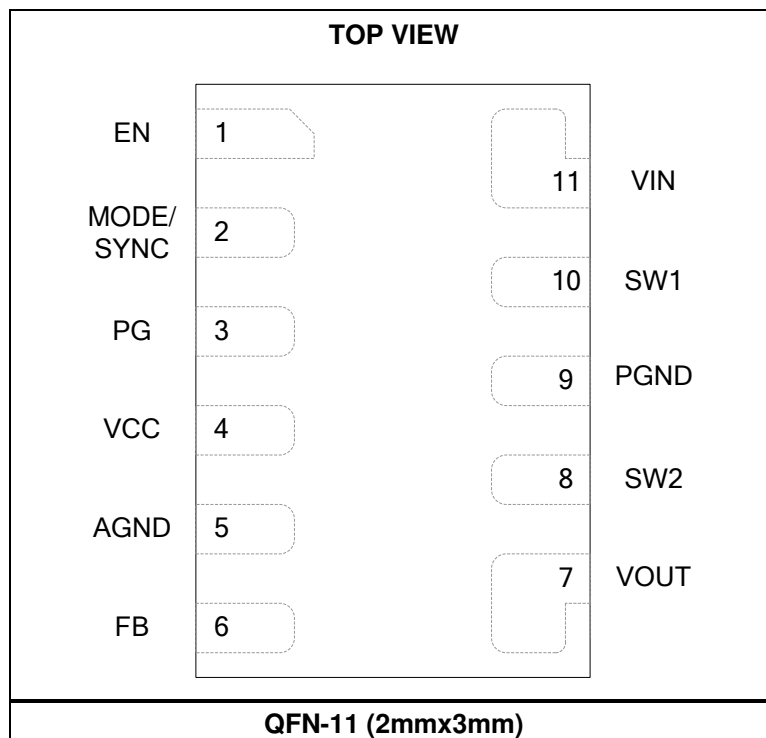 TOP VIEW
EN 1
11 VIN
MODE/
SYNC 2
10 SW1
PG 3
9 PGND
VCC 4
8 SW2
AGND 5
7 VOUT
FB 6
QFN-11 (2mmx3mm)